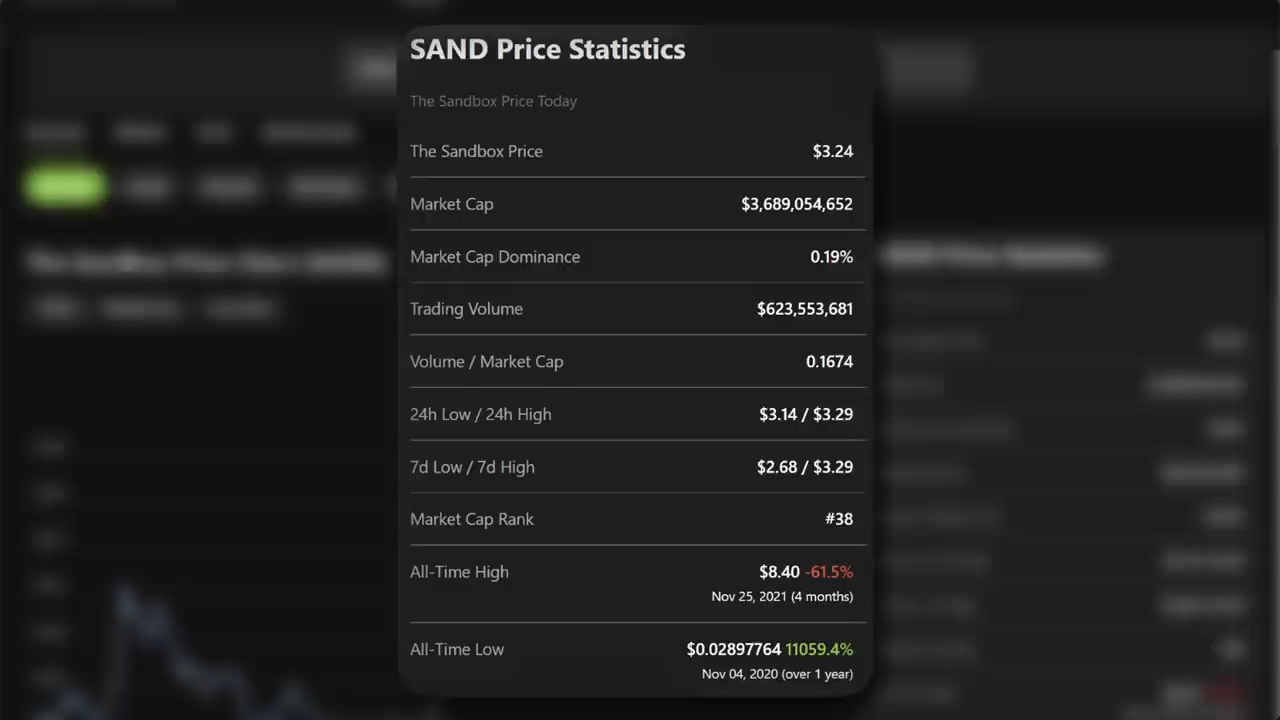 SAND Price Statistics
The Sandbox Price Today
The Sandbox Price $3.24
Market Cap $3,689,054,652
Market Cap Dominance 0.19%
Trading Volume $623,553,681
Volume / Market Cap 0.1674
24h Low / 24h High $3.14 / $3.29
7d Low / 7d High $2.68 / $3.29
Market Cap Rank #38
All-Time High $8.40 -61.5%
Nov 25, 2021 (4 months)
All-Time Low $0.02897764 11059.4%
Nov 04, 2020 (over 1 year)